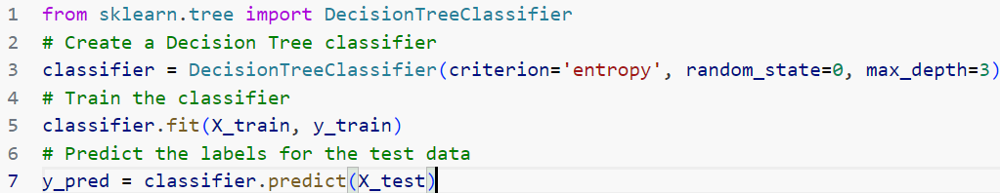 1 from sklearn.tree import DecisionTreeClassifier
2 # Create a Decision Tree classifier
3 classifier = DecisionTreeClassifier(criterion='entropy', random_state=0, max_depth=3)
4 # Train the classifier
5 classifier.fit(X_train, y_train)
6 # Predict the labels for the test data
7 y_pred = classifier.predict(X_test)